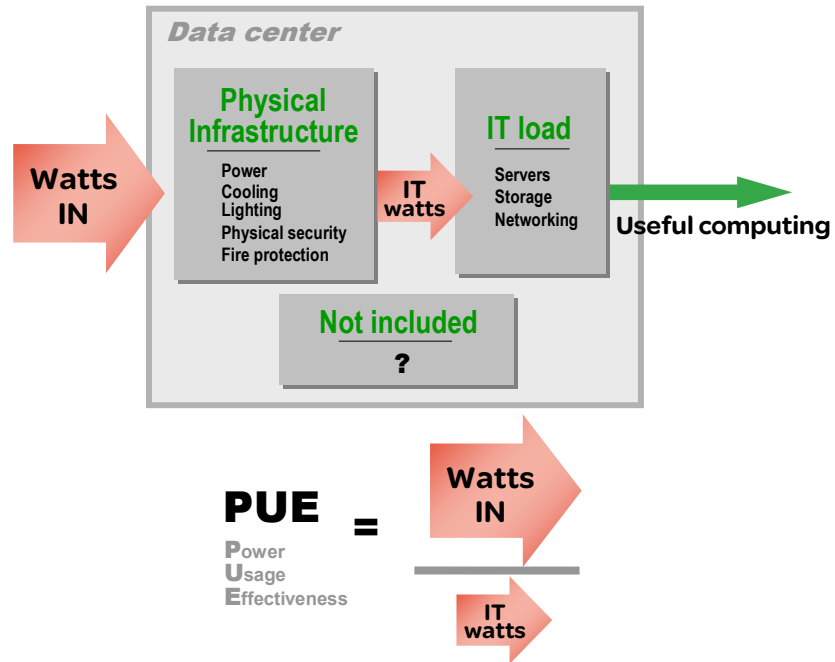 Data center
Physical
Infrastructure
Power
Cooling
Lighting
Physical security
Fire protection
Watts
IN
IT
watts
IT load
Servers
Storage
Networking
Useful computing
Not included
?
PUE
Power
Usage
Effectiveness
=
Watts
IN
IT
watts